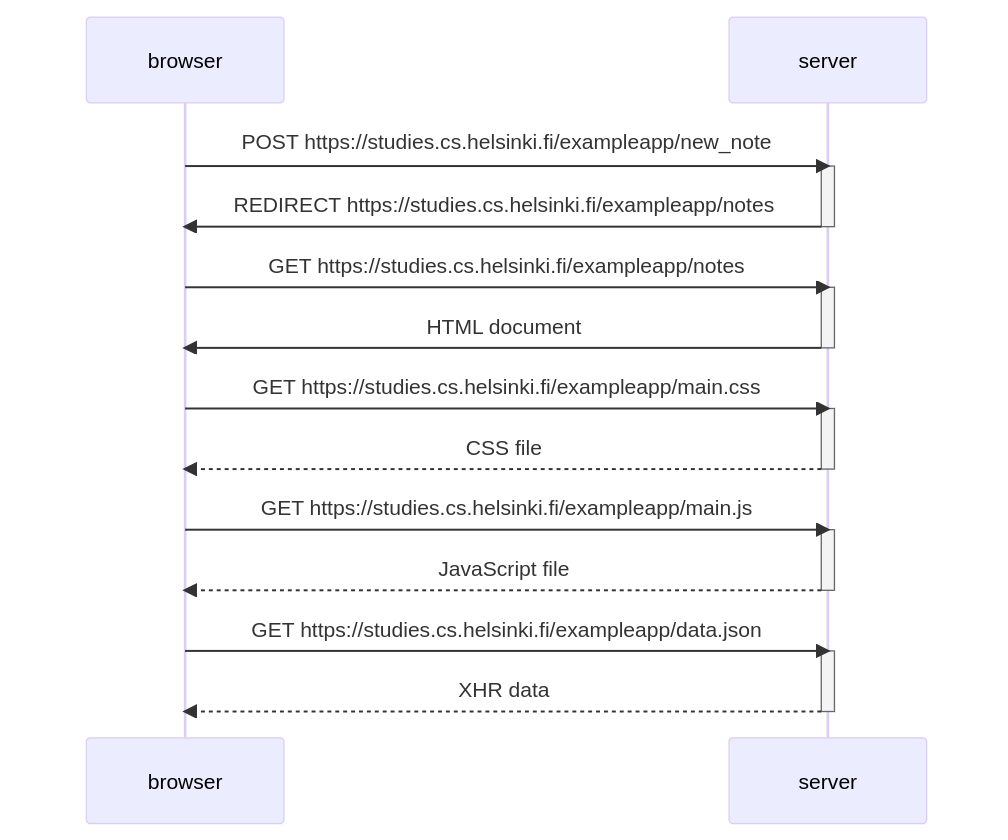 browser
server
POST https://studies.cs.helsinki.fi/exampleapp/new_note
REDIRECT https://studies.cs.helsinki.fi/exampleapp/notes
GET https://studies.cs.helsinki.fi/exampleapp/notes
HTML document
GET https://studies.cs.helsinki.fi/exampleapp/main.css
CSS file
GET https://studies.cs.helsinki.fi/exampleapp/main.js
JavaScript file
GET https://studies.cs.helsinki.fi/exampleapp/data.json
XHR data
browser
server